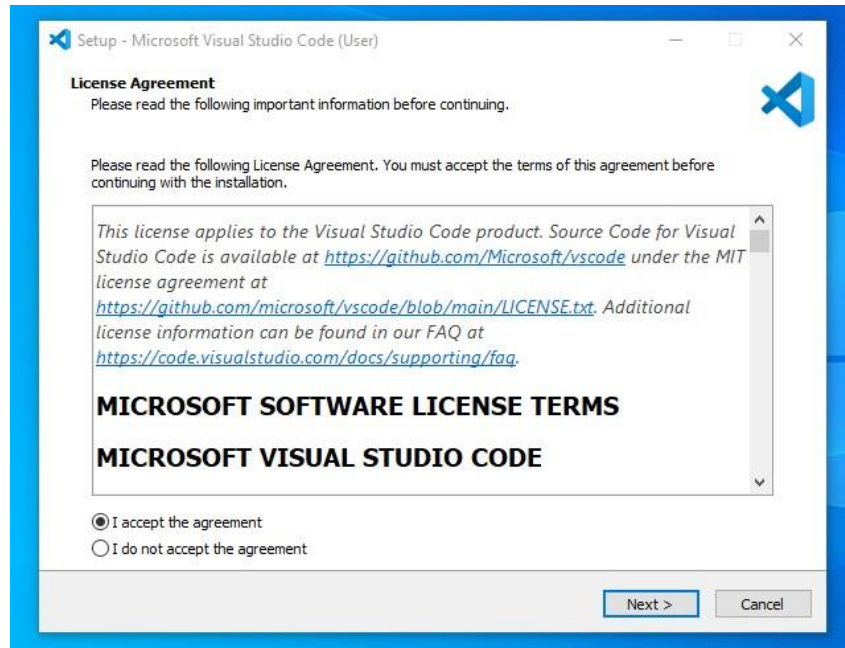 Setup - Microsoft Visual Studio Code (User)
License Agreement
Please read the following important information before continuing.
Please read the following License Agreement. You must accept the terms of this agreement before
continuing with the installation.
This license applies to the Visual Studio Code product. Source Code for Visual
Studio Code is available at https://github.com/Microsoft/vscode under the MIT
license agreement at
https://github.com/microsoft/vscode/blob/main/LICENSE.txt. Additional
license information can be found in our FAQ at
https://code.visualstudio.com/docs/supporting/faq.
MICROSOFT SOFTWARE LICENSE TERMS
MICROSOFT VISUAL STUDIO CODE
I accept the agreement
I do not accept the agreement
Next > Cancel